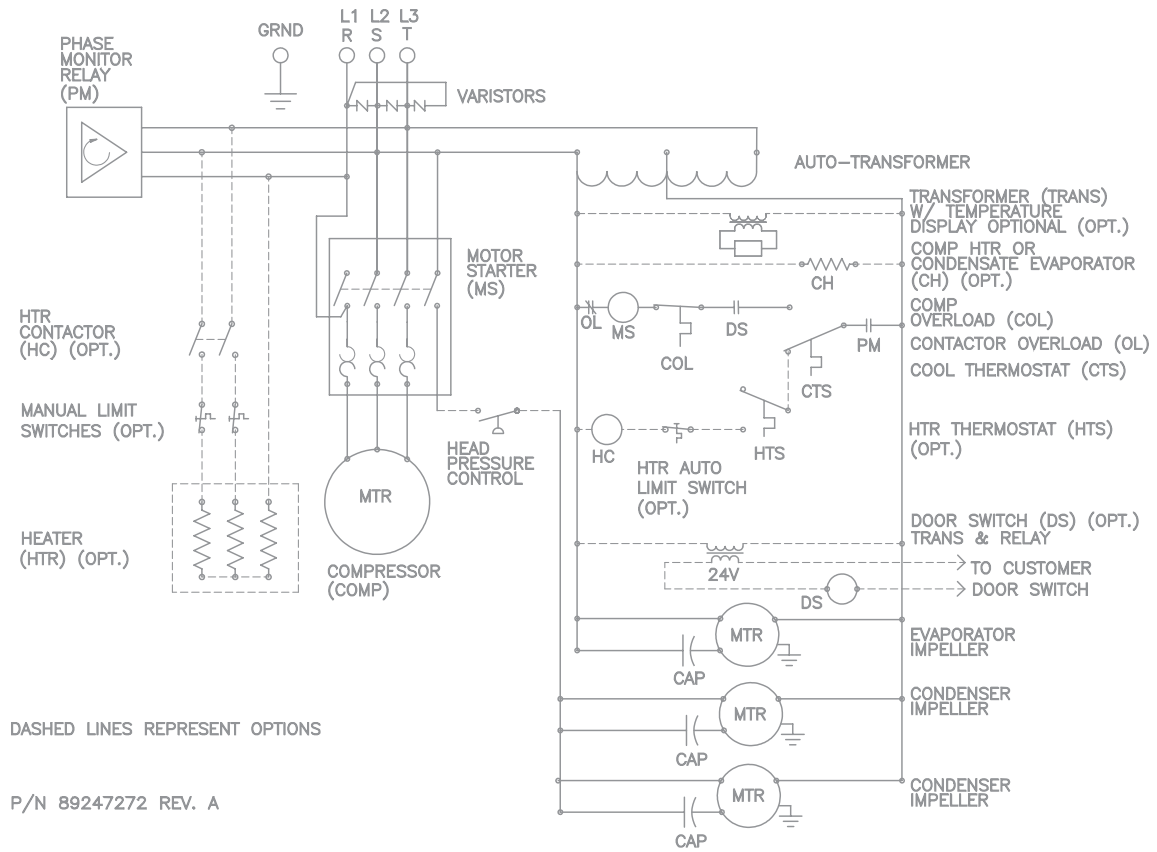 L1 L2 L3
R S T
GRND
PHASE
MONITOR
RELAY
(PM)
VARISTORS
AUTO-TRANSFORMER
TRANSFORMER (TRANS)
W/ TEMPERATURE
DISPLAY OPTIONAL (OPT.)
MOTOR
STARTER
(MS)
COMP HTR OR
CONDENSATE EVAPORATOR
(CH) (OPT.)
CH
HTR
CONTACTOR
(HC) (OPT.)
OL
MS
COL
DS
PM
COMP
OVERLOAD (COL)
CONTACTOR OVERLOAD (OL)
COOL THERMOSTAT (CTS)
CTS
MANUAL LIMIT
SWITCHES (OPT.)
HEAD
PRESSURE
CONTROL
HC
HTR AUTO
LIMIT SWITCH
(OPT.)
HTS
HTR THERMOSTAT (HTS)
(OPT.)
MTR
HEATER
(HTR) (OPT.)
COMPRESSOR
(COMP)
DOOR SWITCH (DS) (OPT.)
TRANS & RELAY
24V
TO CUSTOMER
DOOR SWITCH
DS
MTR
CAP
EVAPORATOR
IMPELLER
MTR
CAP
CONDENSER
IMPELLER
MTR
CAP
CONDENSER
IMPELLER
DASHED LINES REPRESENT OPTIONS
P/N 89247272 REV. A